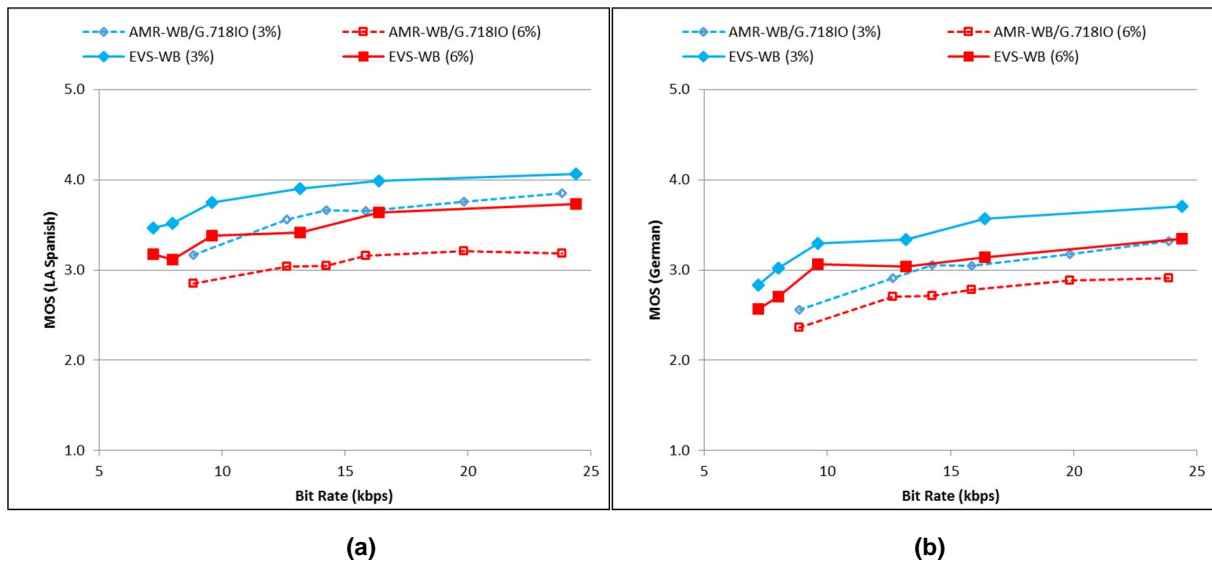 AMR-WB/G.718IO (3%) AMR-WB/G.718IO (6%)
EVS-WB (3%) EVS-WB (6%)
5.0
4.0
3.0
2.0
1.0
MOS (LA Spanish)
5 10 15 20 25
Bit Rate (kbps)
(a)
AMR-WB/G.718IO (3%) AMR-WB/G.718IO (6%)
EVS-WB (3%) EVS-WB (6%)
5.0
4.0
3.0
2.0
1.0
MOS (German)
5 10 15 20 25
Bit Rate (kbps)
(b)